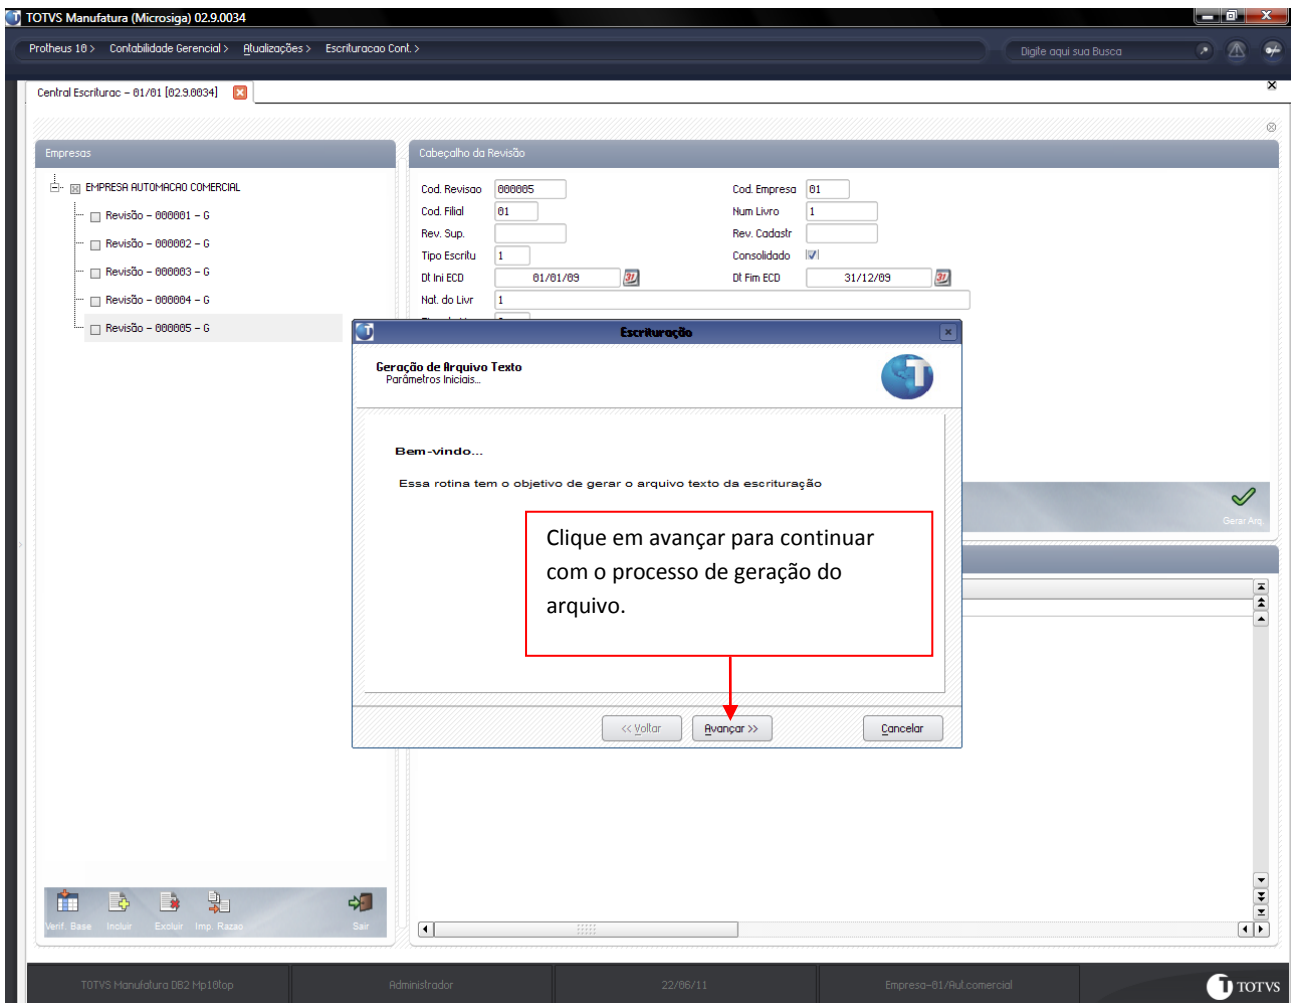 TOTVS Manufatura (Microsiga) 02.9.0034
Protheus 10 > Contabilidade Gerencial > Atualizações > Escrituracao Cont. >
Digite aqui sua Busca
Central Escriturac - 01/01 [02.9.0034]
Empresas
EMPRESA AUTOMACAO COMERCIAL
Revisão - 000001 - G
Revisão - 000002 - G
Revisão - 000003 - G
Revisão - 000004 - G
Revisão - 000005 - G
Cabeçalho da Revisão
Cod. Revisao 000005 Cod. Empresa 01
Cod. Filial 01 Num Livro 1
Rev. Sup. Rev. Cadastr
Tipo Escritu 1 Consolidado
Dt Ini ECD 01/01/09 31 Dt Fim ECD 31/12/09 31
Nat. do Livr 1
Escrituração
Geração de Arquivo Texto
Parâmetros Iniciais...
Bem-vindo...
Essa rotina tem o objetivo de gerar o arquivo texto da escrituração
Clique em avançar para continuar
com o processo de geração do
arquivo.
<< Voltar Avançar >> Cancelar
Gerar Arq.
Verif. Base Incluir Excluir Imp. Razao Sair
TOTVS Manufatura DB2 Mp10top Administrador 22/06/11 Empresa-01/Aut.comercial TOTVS